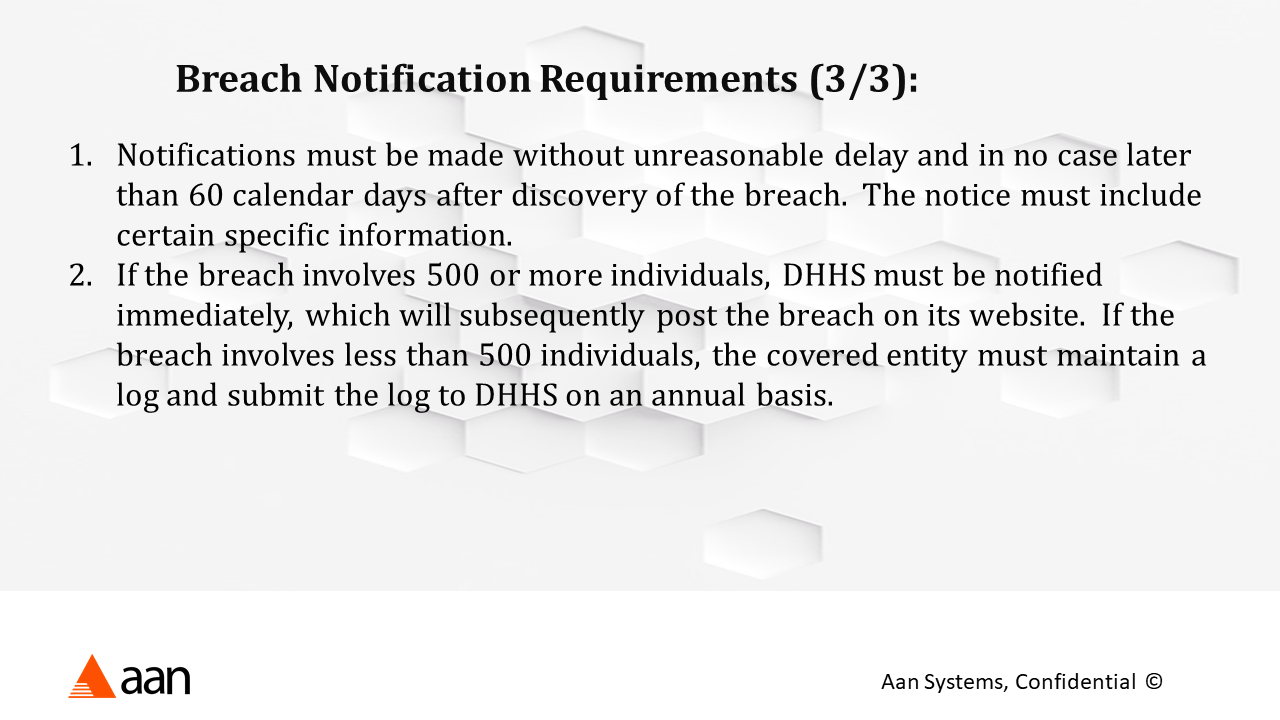 Breach Notification Requirements (3/3):
1. Notifications must be made without unreasonable delay and in no case later
than 60 calendar days after discovery of the breach. The notice must include
certain specific information.
2. If the breach involves 500 or more individuals, DHHS must be notified
immediately, which will subsequently post the breach on its website. If the
breach involves less than 500 individuals, the covered entity must maintain a
log and submit the log to DHHS on an annual basis.
aan
Aan Systems, Confidential ©